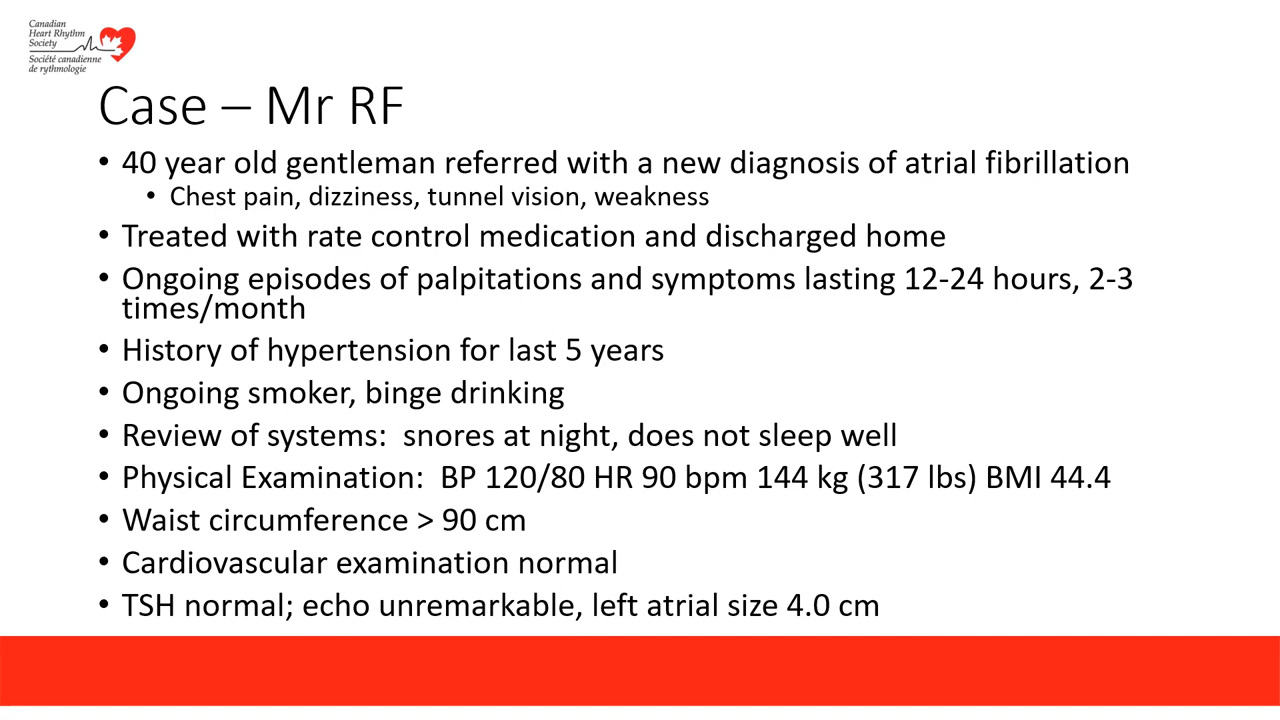 Canadian
Heart Rhythm
Society
Société canadienne
de rythmologie
Case – Mr RF
• 40 year old gentleman referred with a new diagnosis of atrial fibrillation
• Chest pain, dizziness, tunnel vision, weakness
• Treated with rate control medication and discharged home
• Ongoing episodes of palpitations and symptoms lasting 12-24 hours, 2-3
times/month
• History of hypertension for last 5 years
• Ongoing smoker, binge drinking
• Review of systems:  snores at night, does not sleep well
• Physical Examination:  BP 120/80 HR 90 bpm 144 kg (317 lbs) BMI 44.4
• Waist circumference > 90 cm
• Cardiovascular examination normal
• TSH normal; echo unremarkable, left atrial size 4.0 cm